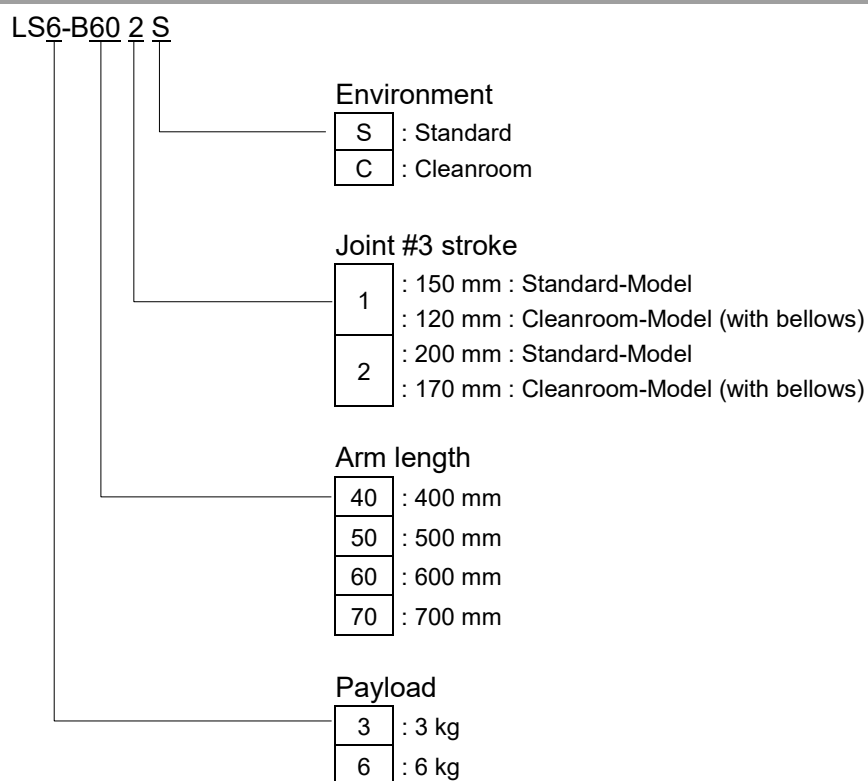 LS6-B60 2 S
Environment
S : Standard
C : Cleanroom
Joint #3 stroke
1 : 150 mm : Standard-Model
: 120 mm : Cleanroom-Model (with bellows)
2 : 200 mm : Standard-Model
: 170 mm : Cleanroom-Model (with bellows)
Arm length
40 : 400 mm
50 : 500 mm
60 : 600 mm
70 : 700 mm
Payload
3 : 3 kg
6 : 6 kg